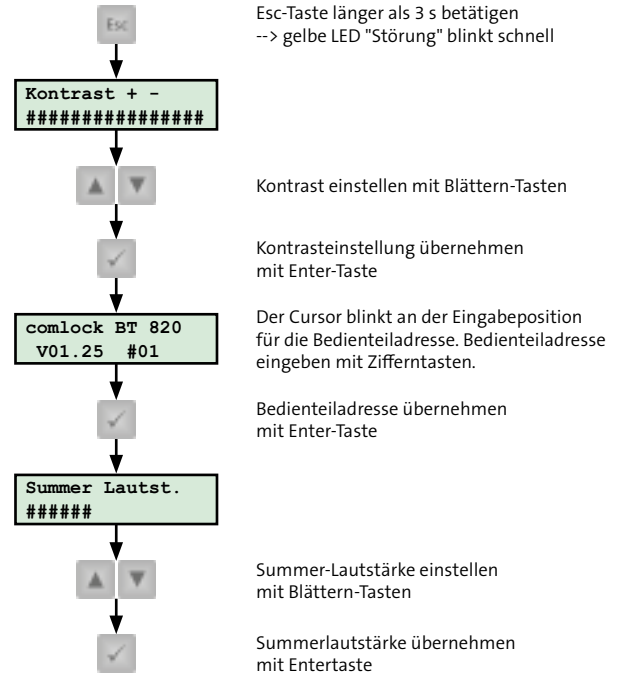 Esc
Esc-Taste länger als 3 s betätigen
--> gelbe LED "Störung" blinkt schnell
Kontrast + -
################
Kontrast einstellen mit Blättern-Tasten
Kontrasteinstellung übernehmen
mit Enter-Taste
comlock BT 820
V01.25 #01
Der Cursor blinkt an der Eingabeposition
für die Bedienteiladresse. Bedienteiladresse
eingeben mit Zifferntasten.
Bedienteiladresse übernehmen
mit Enter-Taste
Summer Lautst.
######
Summer-Lautstärke einstellen
mit Blättern-Tasten
Summerlautstärke übernehmen
mit Entertaste